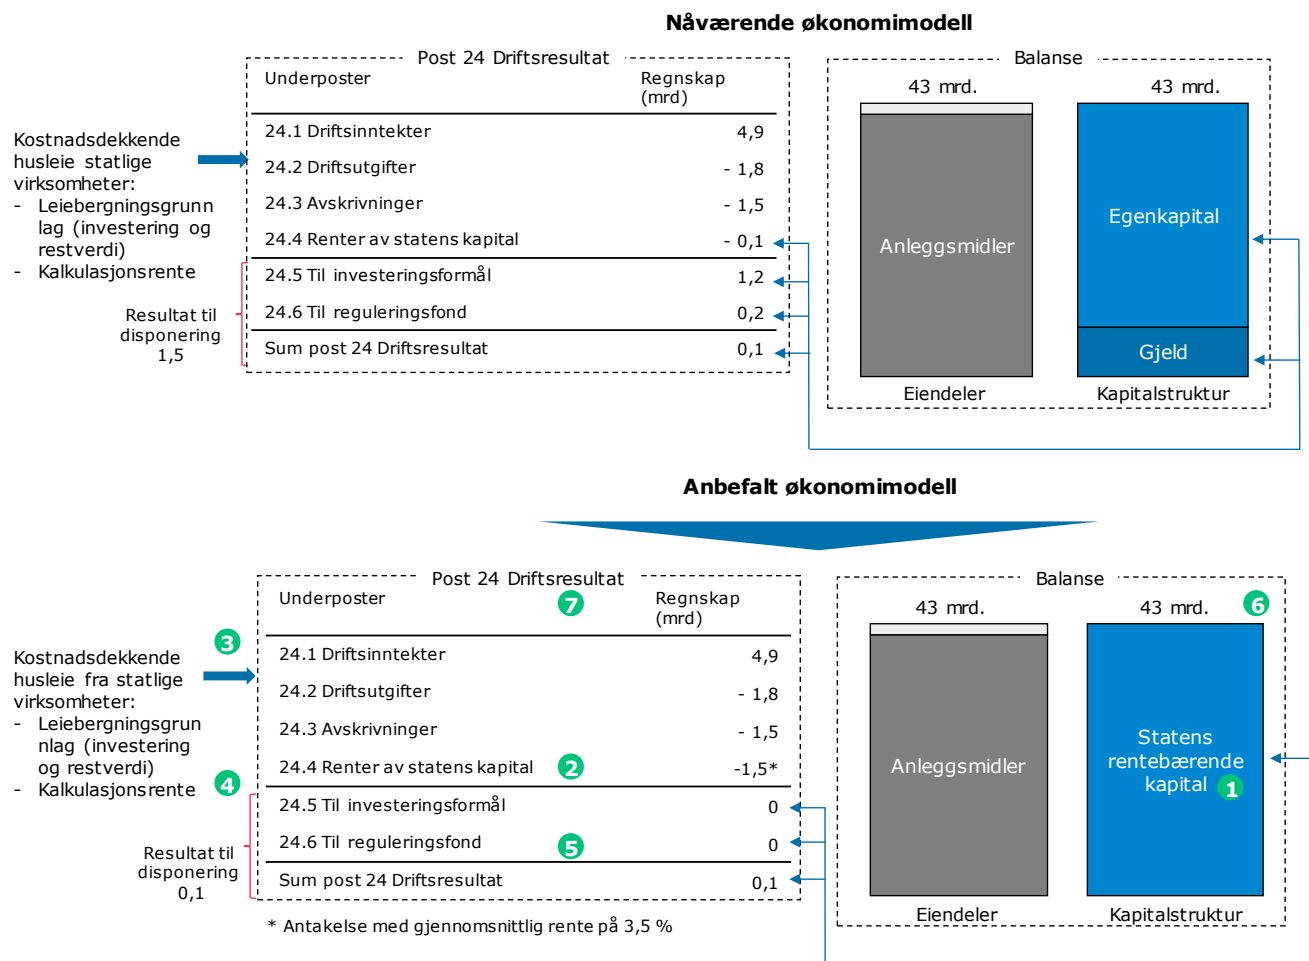 Nåværende økonomimodell
Post 24 Driftsresultat
Underposter
Regnskap
(mrd)
24.1 Driftsinntekter
4,9
24.2 Driftsutgifter
- 1,8
24.3 Avskrivninger
- 1,5
24.4 Renter av statens kapital
- 0,1
24.5 Til investeringsformål
1,2
24.6 Til reguleringsfond
0,2
Sum post 24 Driftsresultat
0,1
Kostnadsdekkende
husleie statlige
virksomheter:
- Leiebergningsgrunn
lag (investering og
restverdi)
- Kalkulasjonsrente
Resultat til
disponering
1,5
Balanse
43 mrd.
43 mrd.
Anleggsmidler
Egenkapital
Gjeld
Eiendeler
Kapitalstruktur
Anbefalt økonomimodell
Post 24 Driftsresultat
Underposter
7
Regnskap
(mrd)
24.1 Driftsinntekter
4,9
24.2 Driftsutgifter
- 1,8
24.3 Avskrivninger
- 1,5
24.4 Renter av statens kapital
2
-1,5*
24.5 Til investeringsformål
0
24.6 Til reguleringsfond
5
0
Sum post 24 Driftsresultat
0,1
* Antakelse med gjennomsnittlig rente på 3,5 %
3
Kostnadsdekkende
husleie fra statlige
virksomheter:
- Leiebergningsgrun
nlag (investering
og restverdi)
- Kalkulasjonsrente
4
Resultat til
disponering
0,1
Balanse
43 mrd.
43 mrd.
6
Anleggsmidler
Statens
rentebærende
kapital
1
Eiendeler
Kapitalstruktur